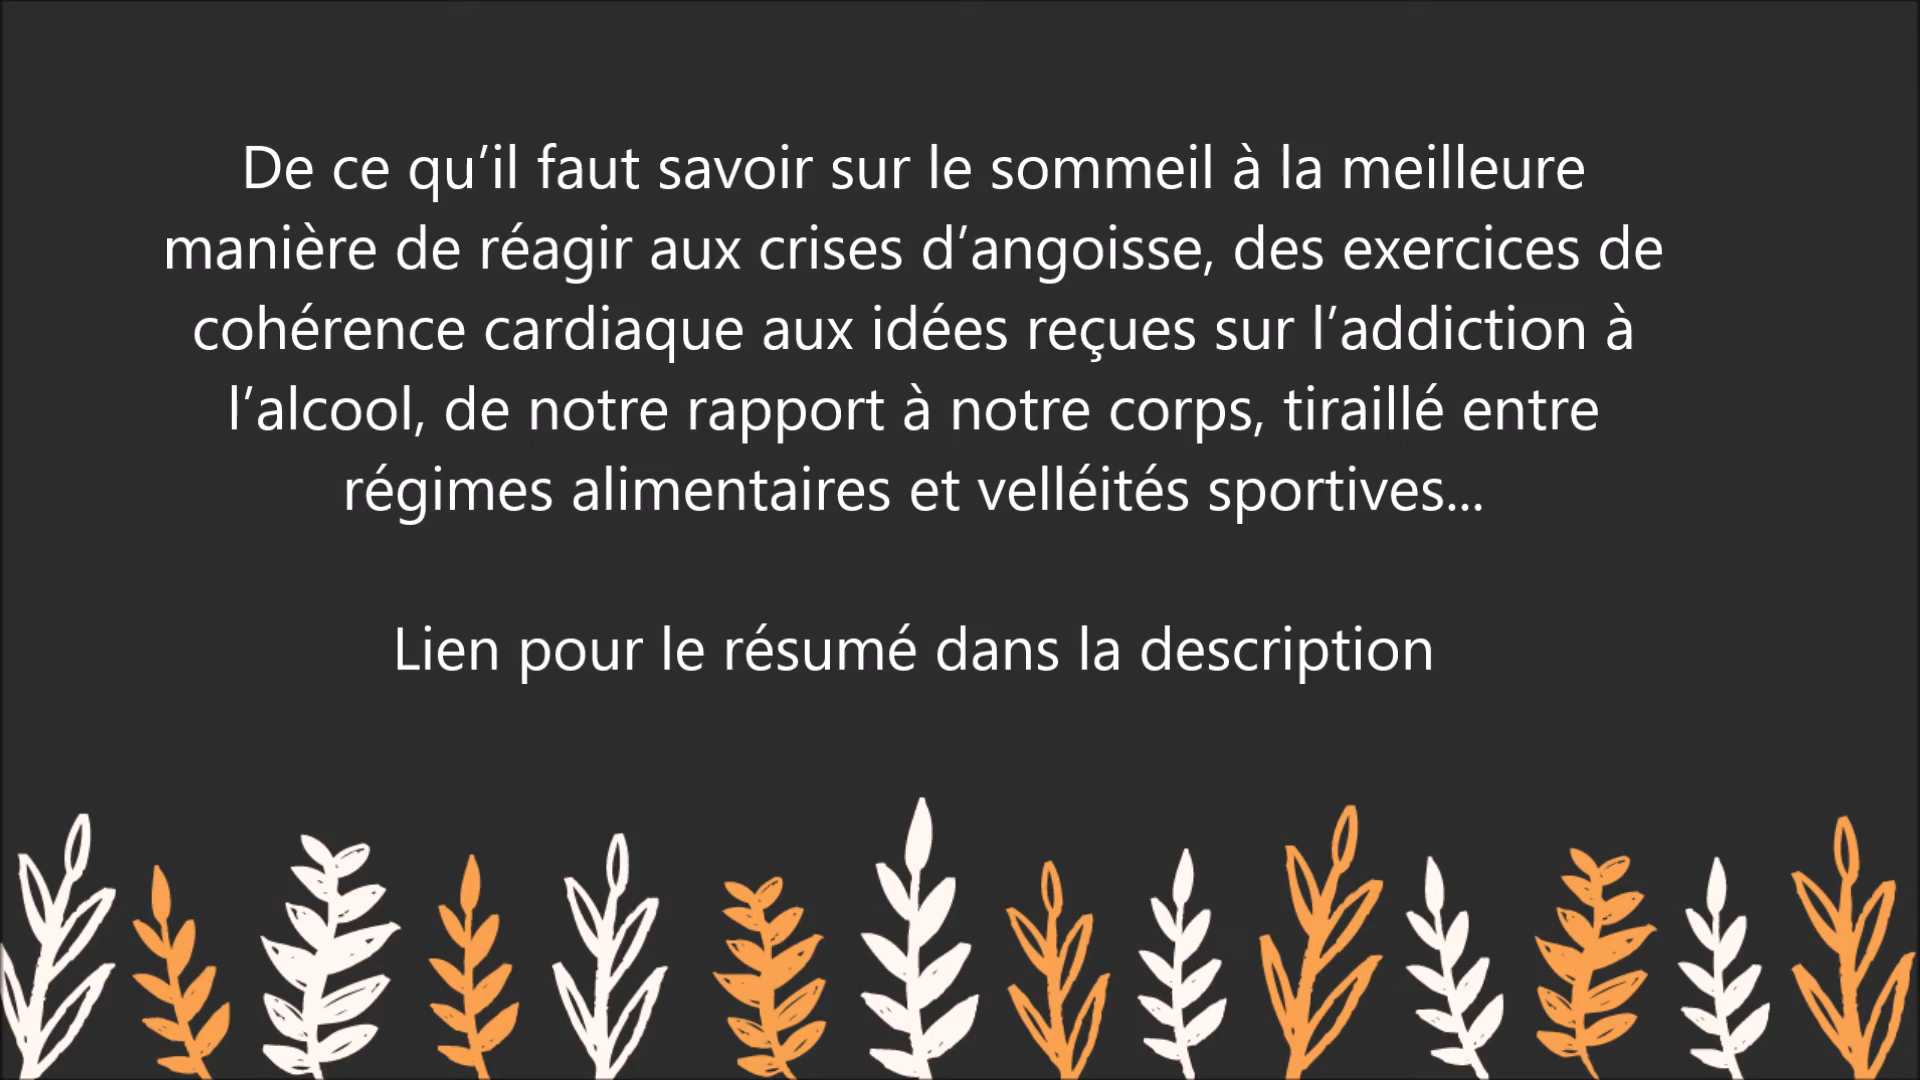 De ce qu’il faut savoir sur le sommeil à la meilleure
manière de réagir aux crises d’angoisse, des exercices de
cohérence cardiaque aux idées reçues sur l’addiction à
l’alcool, de notre rapport à notre corps, tiraillé entre
régimes alimentaires et velléités sportives...
Lien pour le résumé dans la description